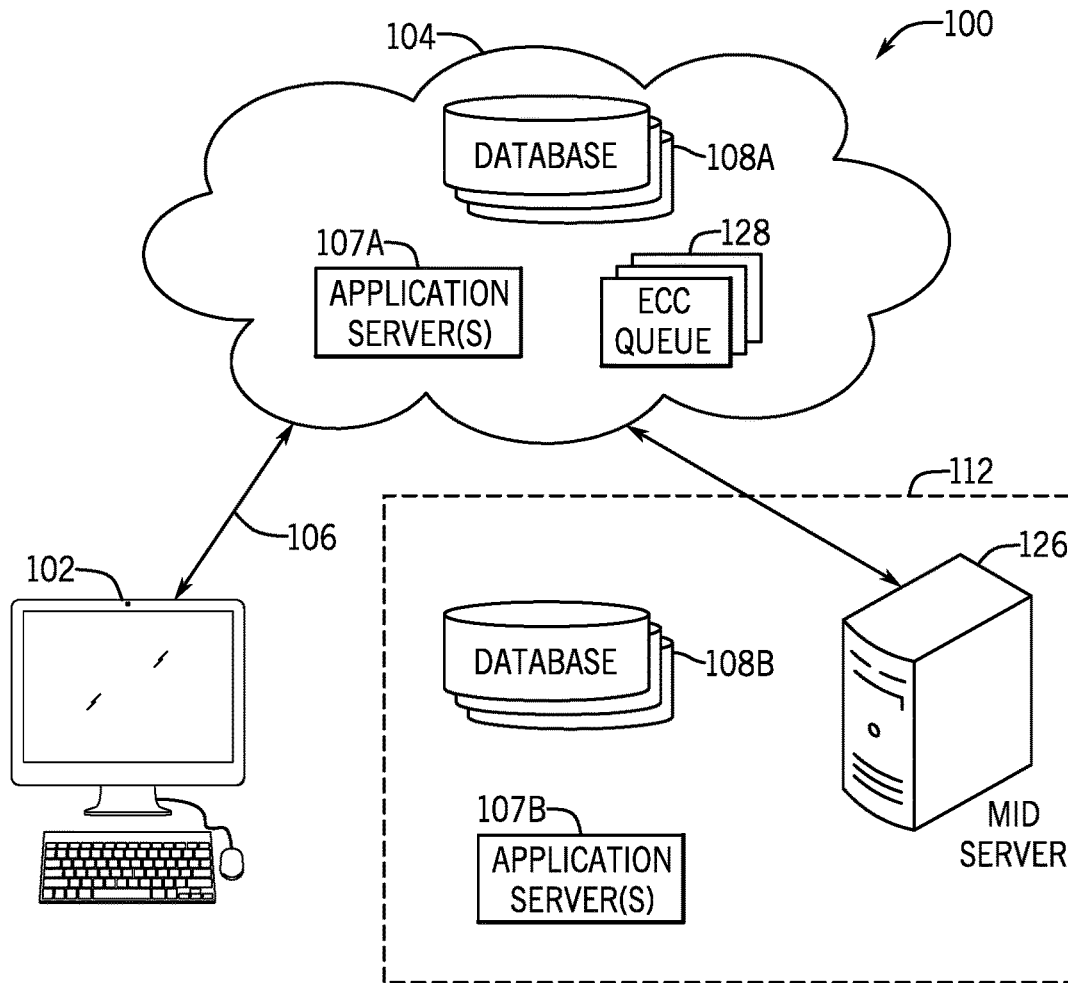 100
104
DATABASE
108A
107A
128
APPLICATION
SERVER(S)
ECC
QUEUE
112
106
126
102
DATABASE
108B
107B
MID
SERVER
APPLICATION
SERVER(S)